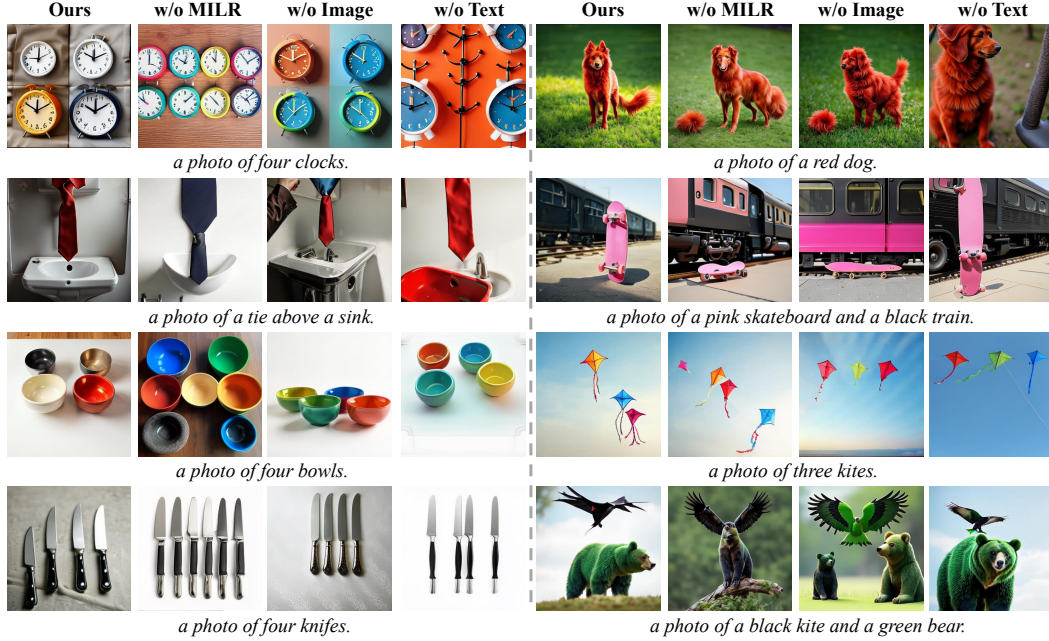 Ours w/o MILR w/o Image w/o Text Ours w/o MILR w/o Image w/o Text
a photo of four clocks. a photo of a red dog.
a photo of a tie above a sink. a photo of a pink skateboard and a black train.
a photo of four bowls. a photo of three kites.
a photo of four knifes. a photo of a black kite and a green bear.